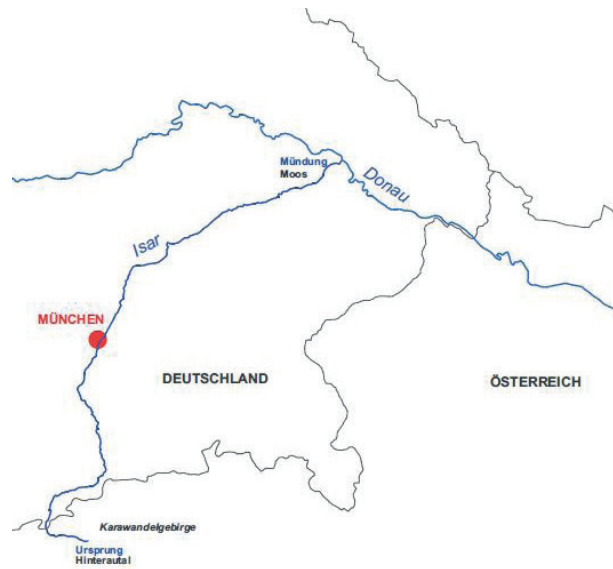 Mündung
Moos
Donau
Isar
MÜNCHEN
DEUTSCHLAND
ÖSTERREICH
Karawandelgebirge
Ursprung
Hinterautal